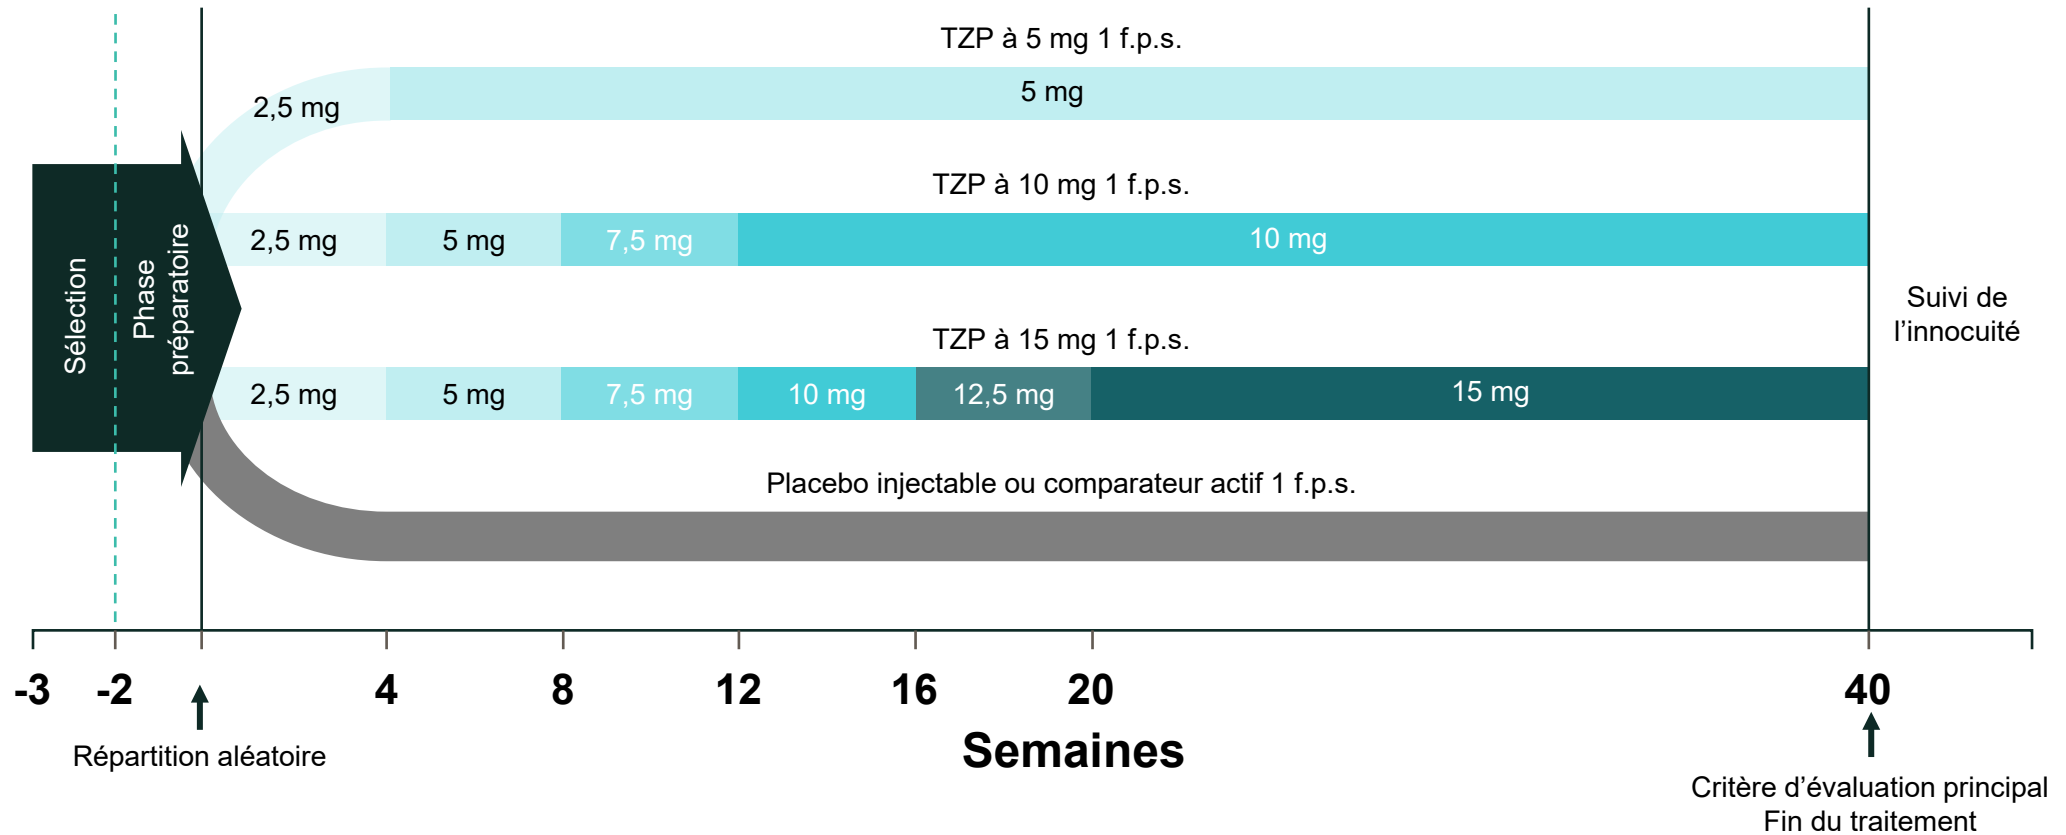 TZP à 5 mg 1 f.p.s.
2,5 mg
5 mg
TZP à 10 mg 1 f.p.s.
2,5 mg
5 mg
7,5 mg
10 mg
Sélection
Phase
préparatoire
TZP à 15 mg 1 f.p.s.
2,5 mg
5 mg
7,5 mg
10 mg
12,5 mg
15 mg
Suivi de
l’innocuité
Placebo injectable ou comparateur actif 1 f.p.s.
-3
-2
4
8
12
16
20
40
Répartition aléatoire
Semaines
Critère d’évaluation principal
Fin du traitement